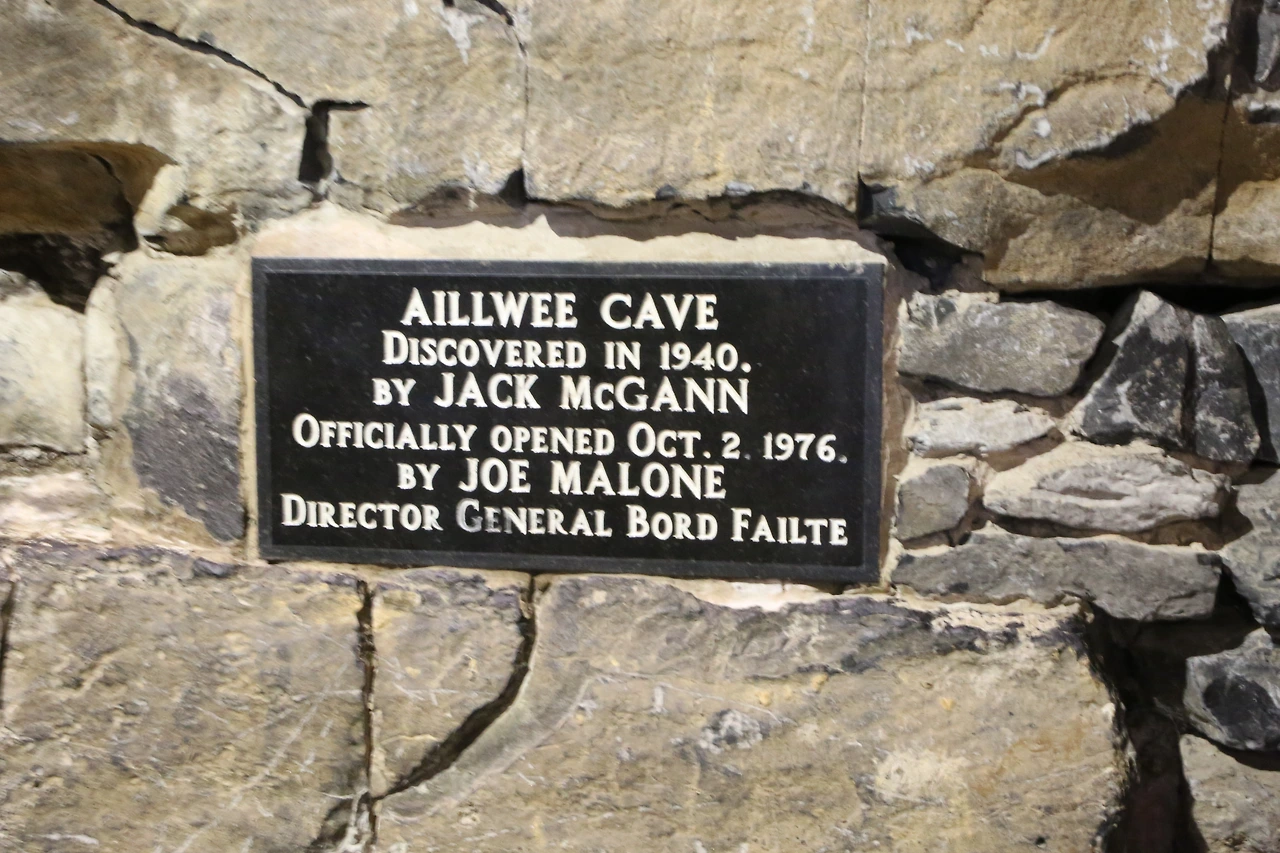 AILLWEE CAVE
DISCOVERED IN 1940.
BY JACK McGANN
OFFICIALLY OPENED OCT. 2. 1976.
BY JOE MALONE
DIRECTOR GENERAL BORD FAILTE